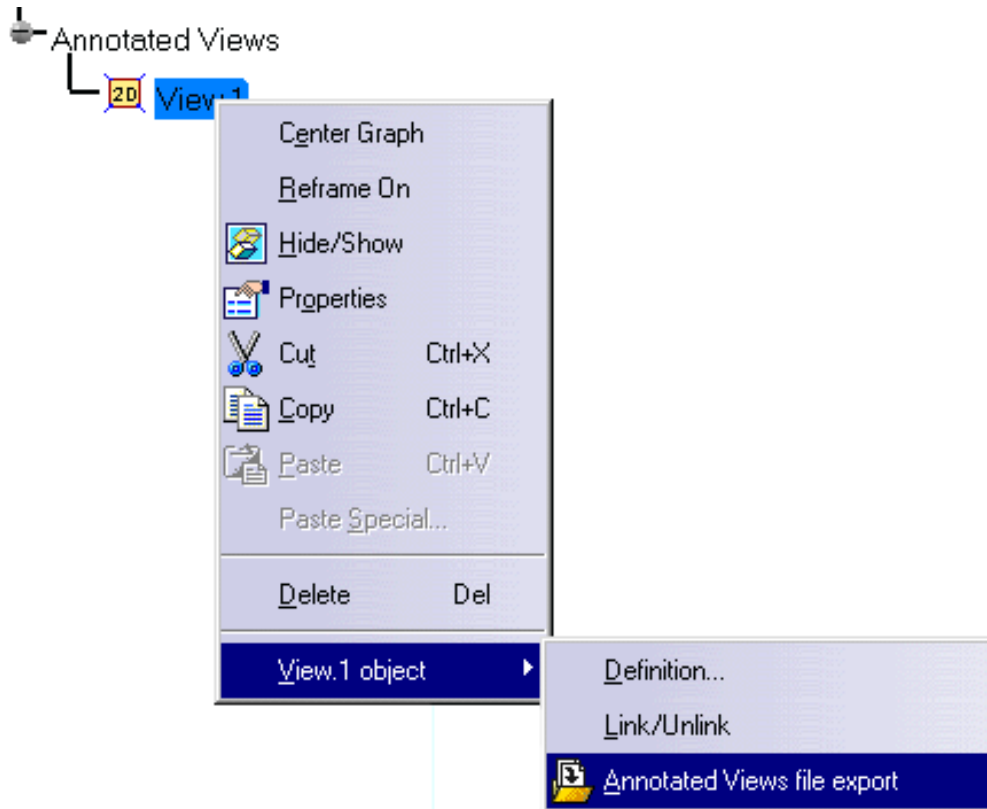 Annotated Views
2D View.1
Center Graph
Reframe On
Hide/Show
Properties
Cut Ctrl+X
Copy Ctrl+C
Paste Ctrl+V
Paste Special...
Delete Del
View.1 object
Definition...
Link/Unlink
Annotated Views file export